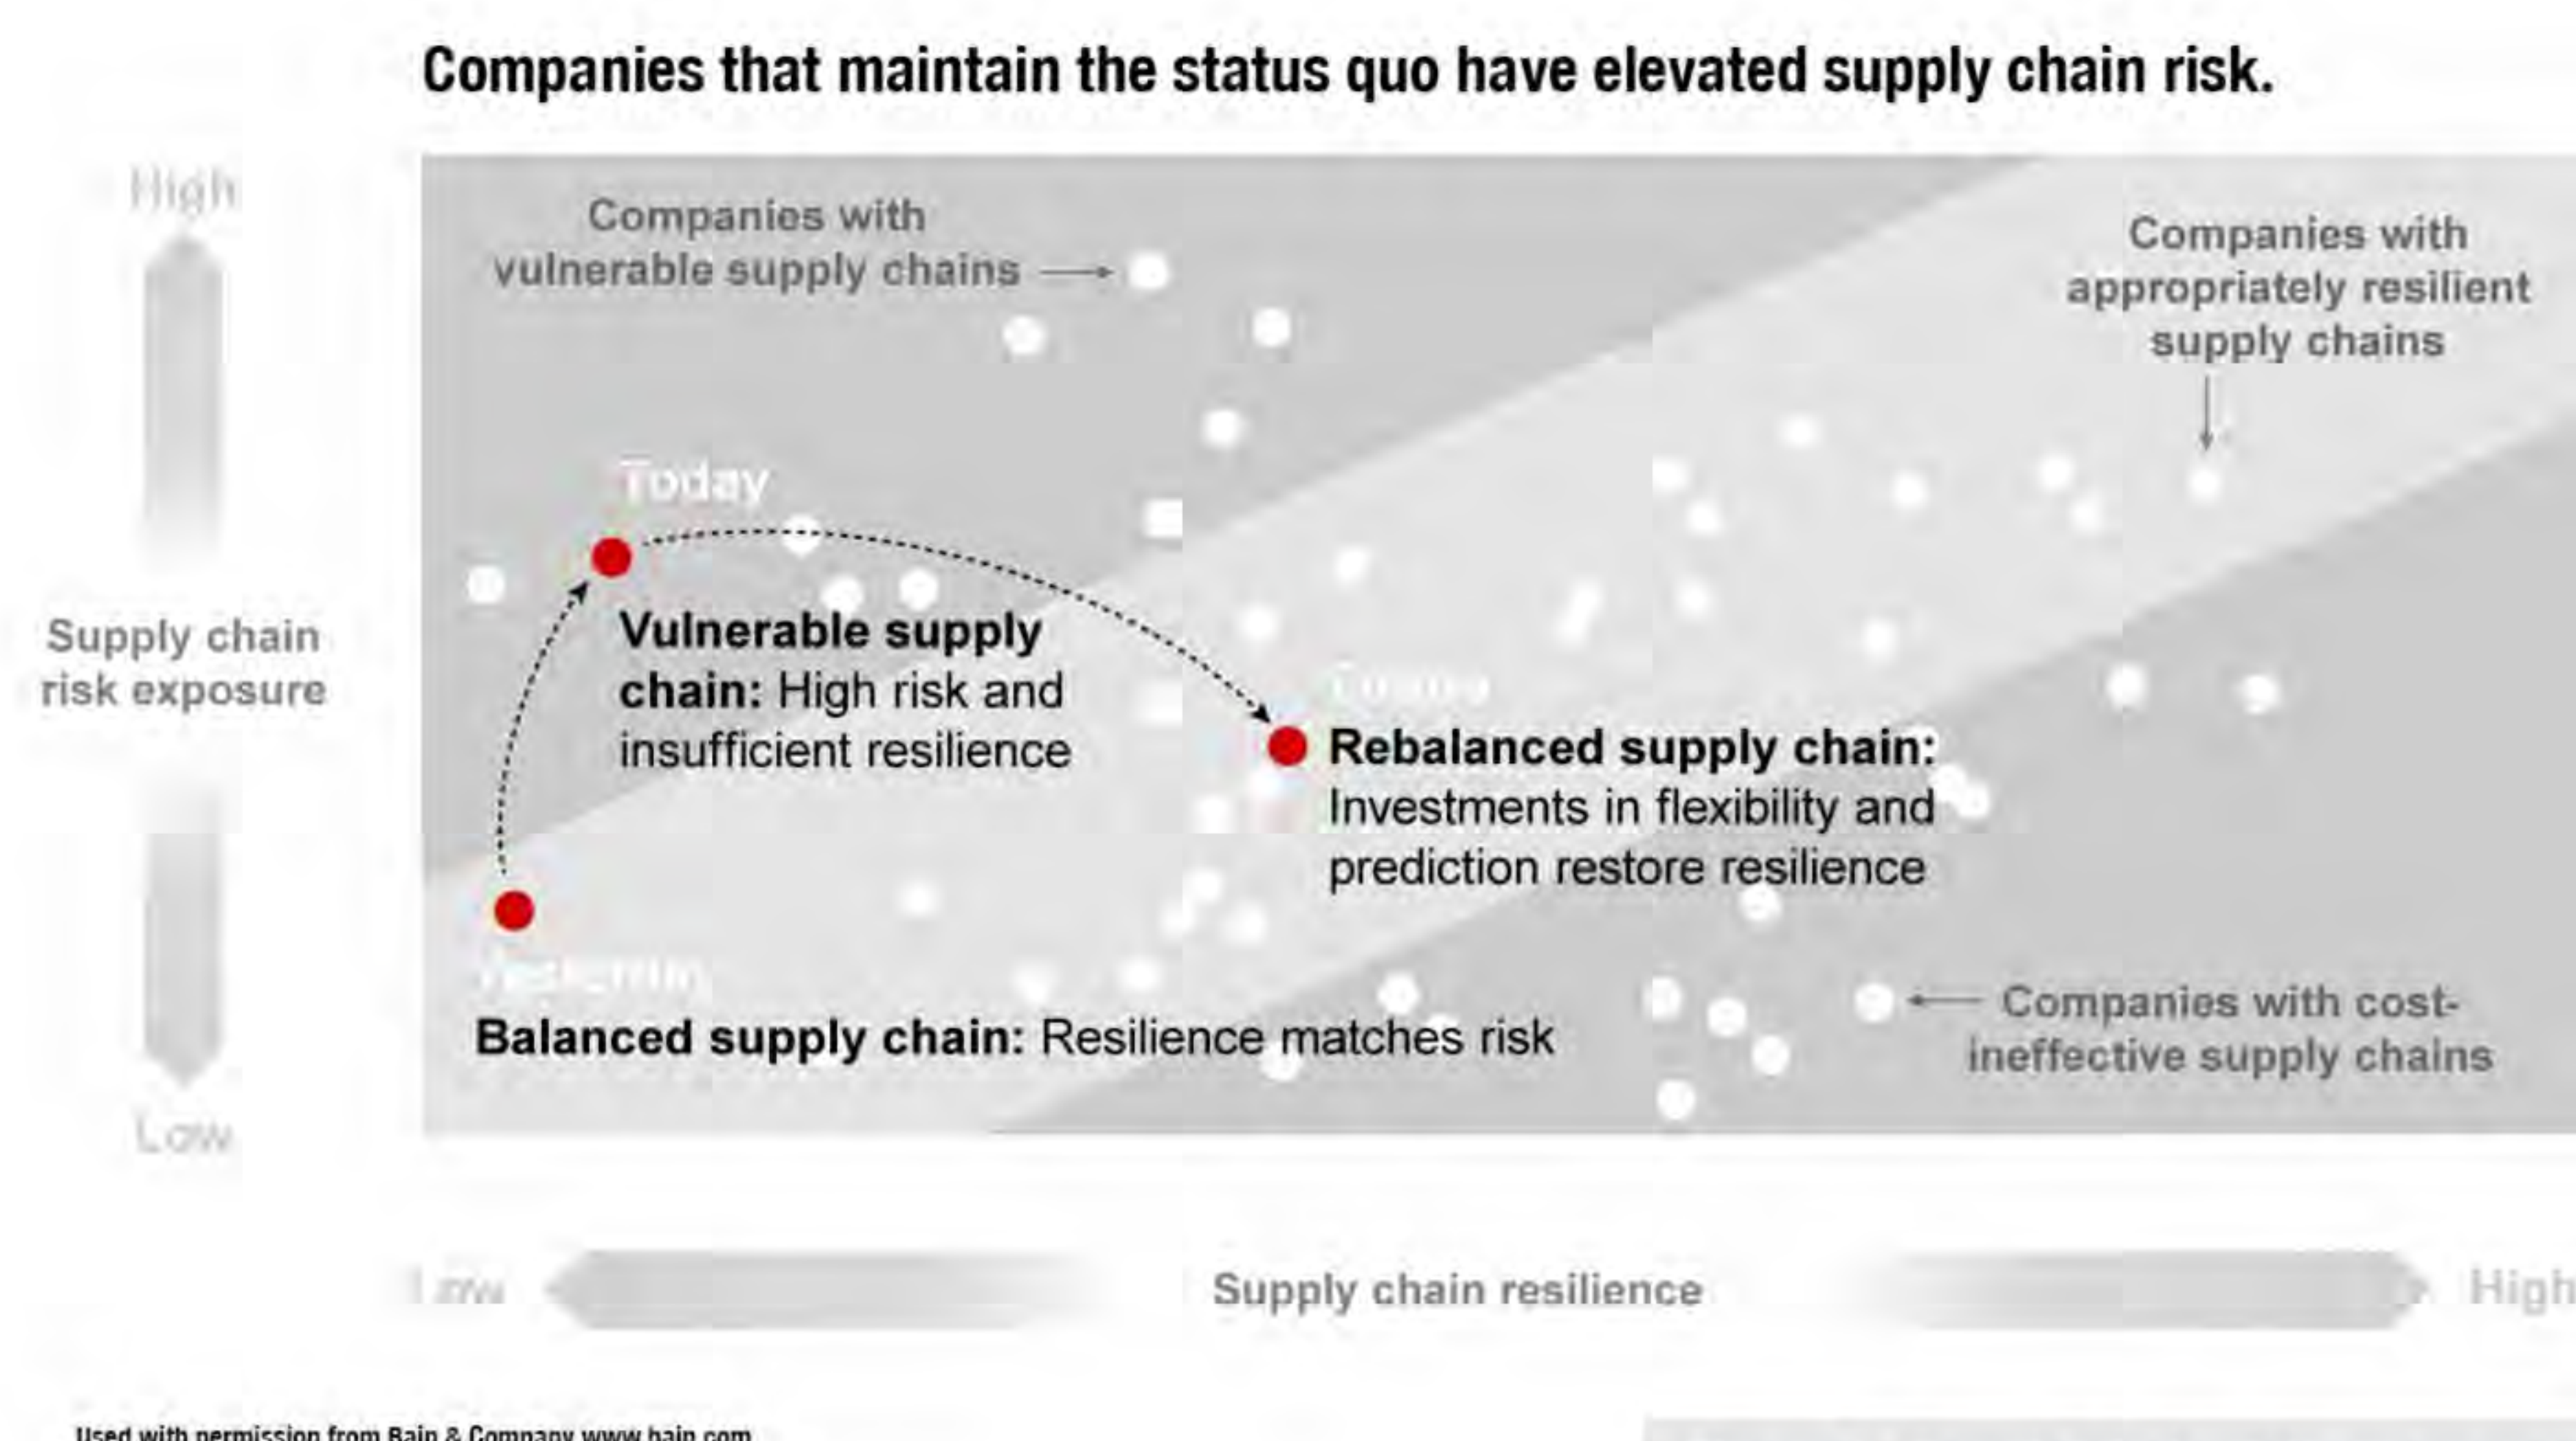 Companies that maintain the status quo have elevated supply chain risk.
High
Companies with
vulnerable supply chains
Companies with
appropriately resilient
supply chains
Today
Supply chain
risk exposure
Vulnerable supply
chain: High risk and
insufficient resilience
Rebalanced supply chain:
Investments in flexibility and
prediction restore resilience
Balanced supply chain: Resilience matches risk
Companies with cost-
ineffective supply chains
Low
Low
Supply chain resilience
High
Used with permission from Bain & Company www.bain.com